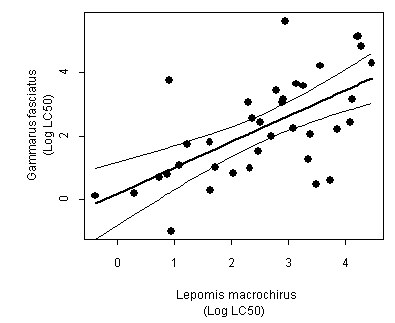 Gammarus fasciatus
(Log LC50)
4
2
0
0 1 2 3 4
Lepomis macrochirus
(Log LC50)